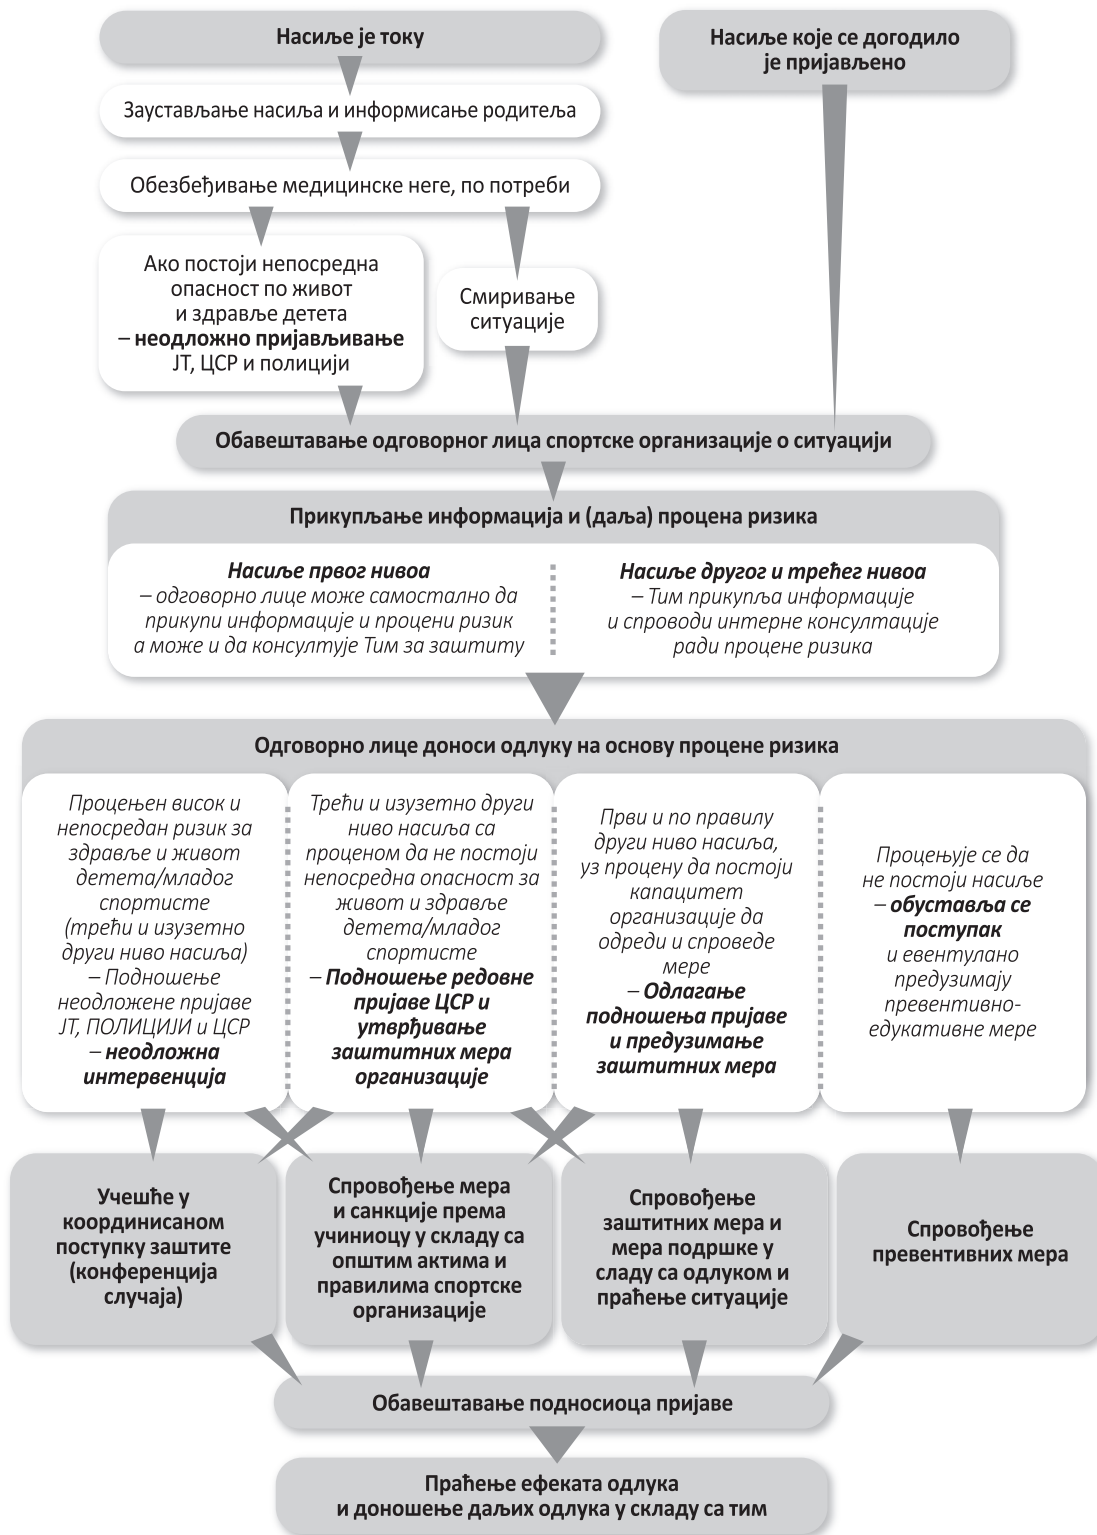 Насиље је току
Насиље које се догодило
је пријављено
Заустављање насиља и информисање родитеља
Обезбеђивање медицинске неге, по потреби
Ако постоји непосредна
опасност по живот
и здравље детета
– неодложно пријављивање
ЈТ, ЦСР и полицији
Смиривање
ситуације
Обавештавање одговорног лица спортске организације о ситуацији
Прикупљање информација и (даља) процена ризика
Насиље првог нивоа
– одговорно лице може самостално да
прикупи информације и процени ризик
а може и да консултује Тим за заштиту
Насиље другог и трећег нивоа
– Тим прикупља информације
и спроводи интерне консултације
ради процене ризика
Одговорно лице доноси одлуку на основу процене ризика
Процењен висок и
непосредан ризик за
здравље и живот
детета/младог
спортисте
(трећи и изузетно
други ниво насиља)
– Подношење
неодложене пријаве
ЈТ, ПОЛИЦИЈИ и ЦСР
– неодложна
интервенција
Трећи и изузетно други
ниво насиља са
проценом да не постоји
непосредна опасност за
живот и здравље
детета/младог
спортисте
– Подношење редовне
пријаве ЦСР и
утврђивање
заштитних мера
организације
Први и по правилу
други ниво насиља,
уз процену да постоји
капацитет
организације да
одреди и спроведе
мере
– Одлагање
подношења пријаве
и предузимање
заштитних мера
Процењује се да
не постоји насиље
– обуставља се
поступак
и евентулано
предузимају
превентивно-
едукативне мере
Учешће у
координисаном
поступку заштите
(конференција
случаја)
Спровођење мера
и санкције према
учиниоцу у складу са
општим актима и
правилима спортске
организације
Спровођење
заштитних мера и
мера подршке у
сладу са одлуком и
праћење ситуације
Спровођење
превентивних мера
Обавештавање подносиоца пријаве
Праћење ефеката одлука
и доношење даљих одлука у складу са тим